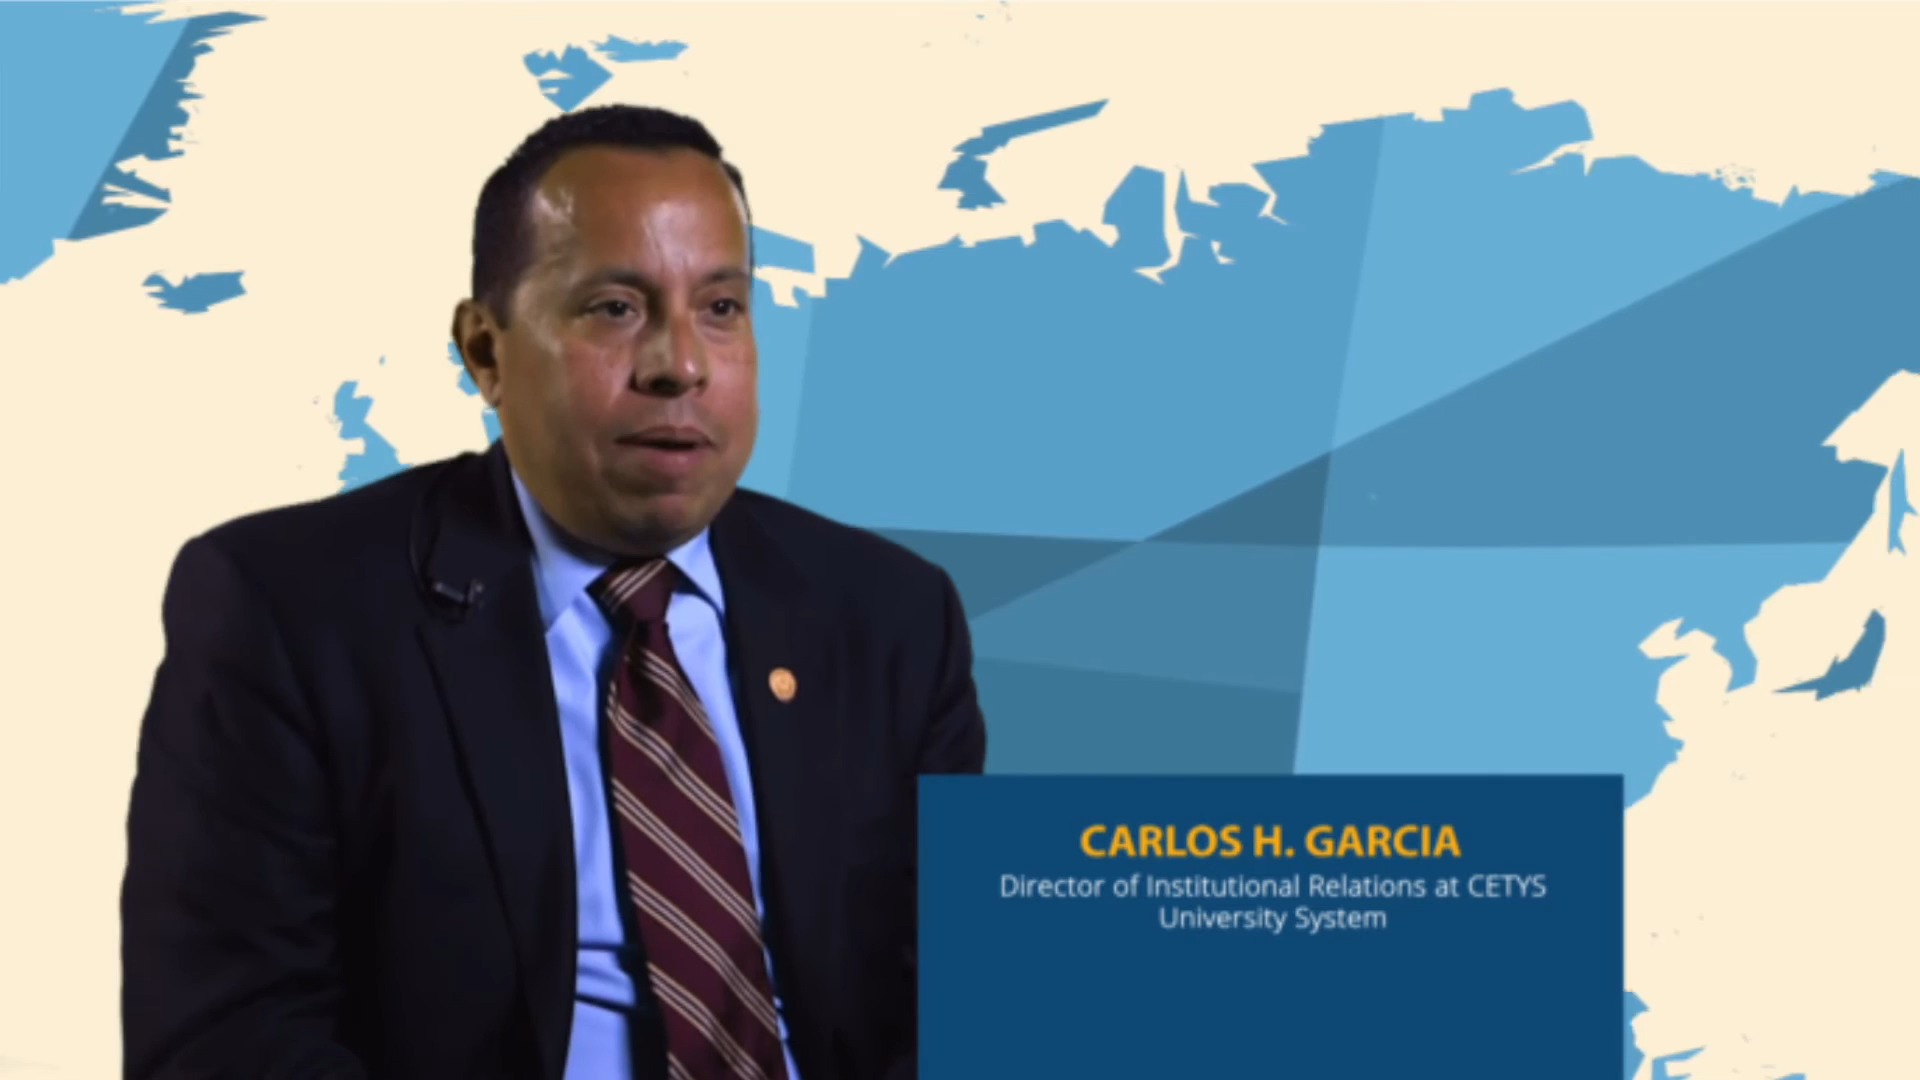 CARLOS H. GARCIA
Director of Institutional Relations at CETYS
University System